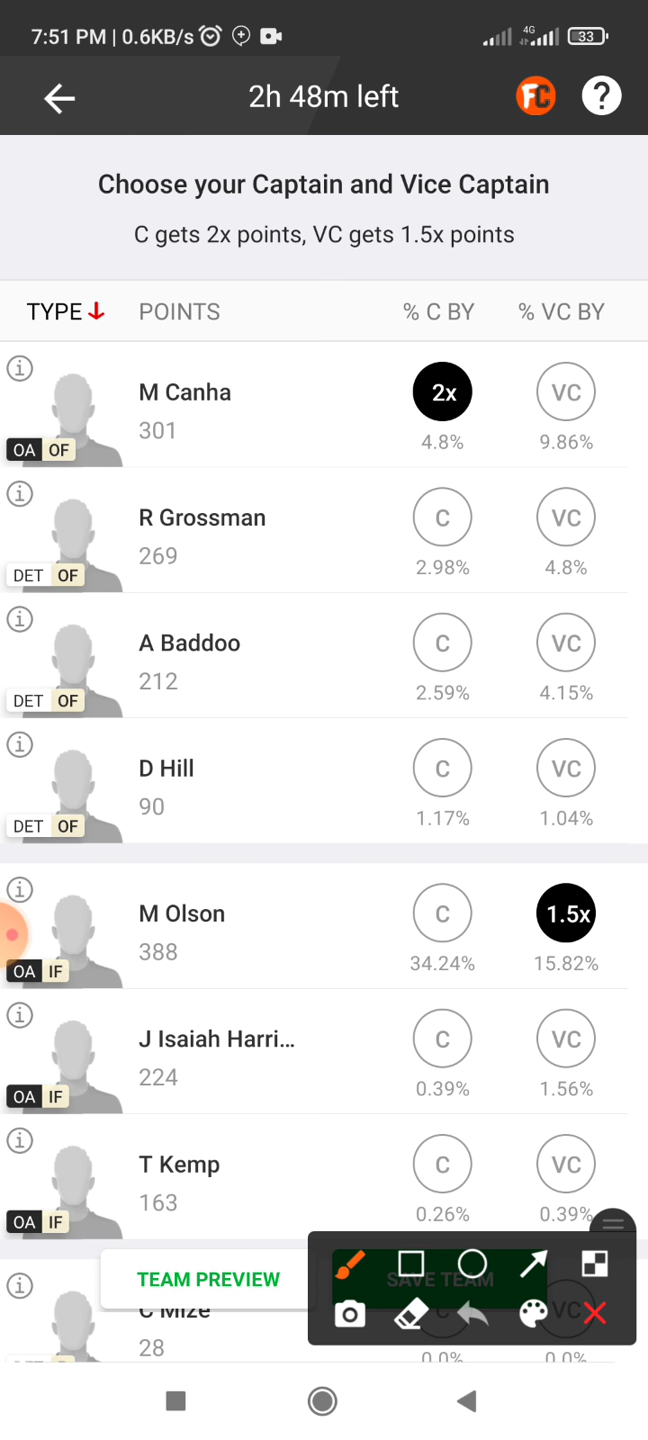 7:51 PM | 0.6KB/s 4G 33
2h 48m left FC ?
Choose your Captain and Vice Captain
C gets 2x points, VC gets 1.5x points
TYPE POINTS % C BY % VC BY
M Canha 2x VC
301 4.8% 9.86%
OA OF
R Grossman C VC
269 2.98% 4.8%
DET OF
A Baddoo C VC
212 2.59% 4.15%
DET OF
D Hill C VC
90 1.17% 1.04%
DET OF
M Olson C 1.5x
388 34.24% 15.82%
OA IF
J Isaiah Harri... C VC
224 0.39% 1.56%
OA IF
T Kemp C VC
163 0.26% 0.39%
OA IF
TEAM PREVIEW SAVE TEAM
C Mize C VC
28 0.0% 0.0%